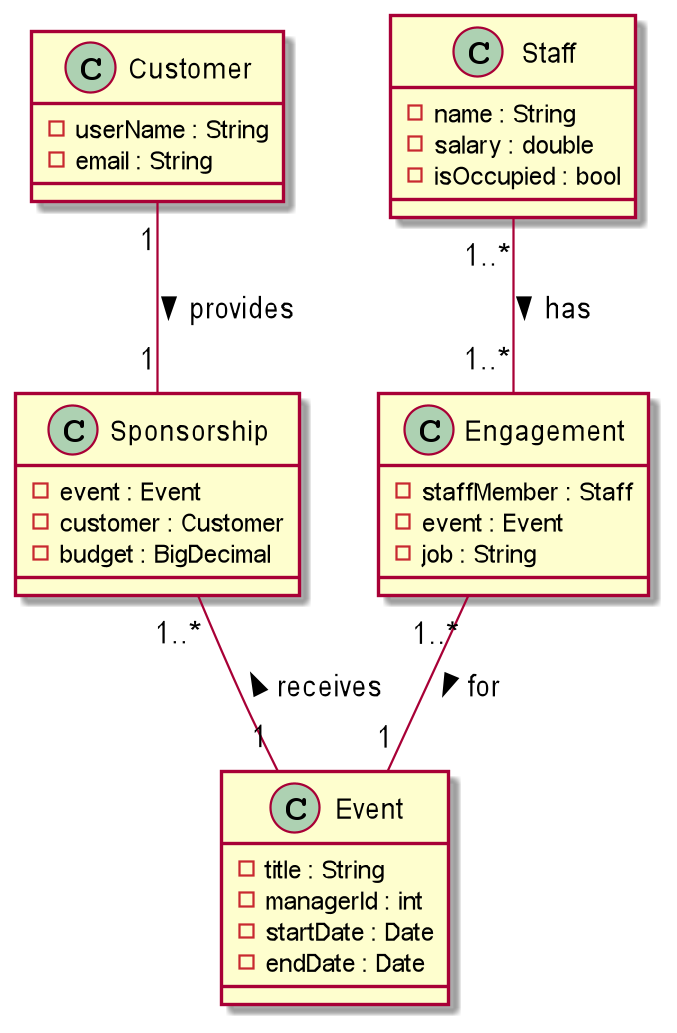 C Customer
userName : String
email : String
C Staff
name : String
salary : double
isOccupied : bool
1
provides
1
1..*
has
1..*
C Sponsorship
event : Event
customer : Customer
budget : BigDecimal
C Engagement
staffMember : Staff
event : Event
job : String
1..*
receives
1
1..*
for
1
C Event
title : String
managerId : int
startDate : Date
endDate : Date